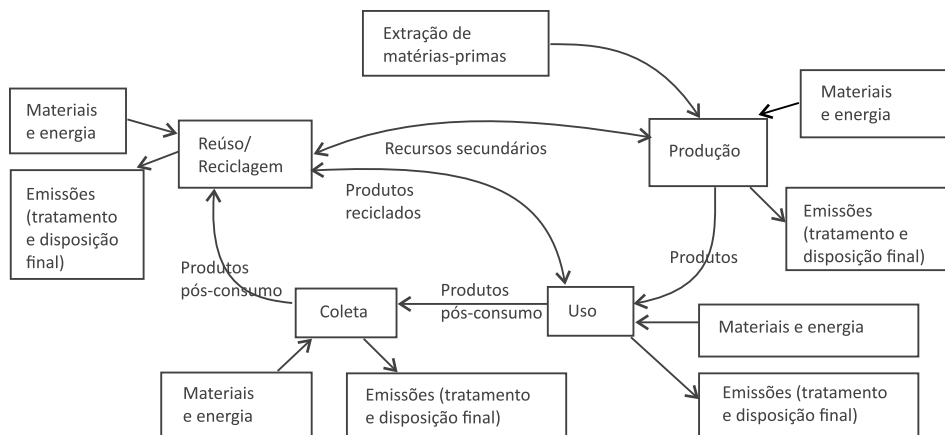 Extração de
matérias-primas
Materiais
e energia
Materiais
e energia
Reúso/
Reciclagem
Recursos secundários
Produção
Emissões
(tratamento
e disposição
final)
Produtos
reciclados
Emissões
(tratamento e
disposição final)
Produtos
Produtos
pós-consumo
Coleta
Produtos
pós-consumo
Uso
Materiais e energia
Materiais
e energia
Emissões (tratamento
e disposição final)
Emissões (tratamento
e disposição final)